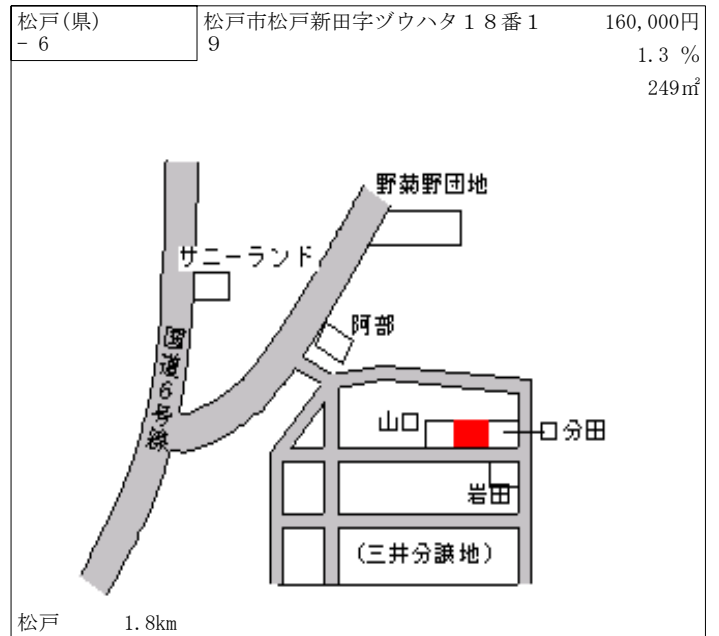 松戸(県)
- 6
松戸市松戸新田字ヅウハタ１８番１
９
160,000円
1.3 %
249㎡
野菊野団地
サニーランド
阿部
国道６号線
山口
口分田
岩田
(三井分譲地)
松戸 1.8km